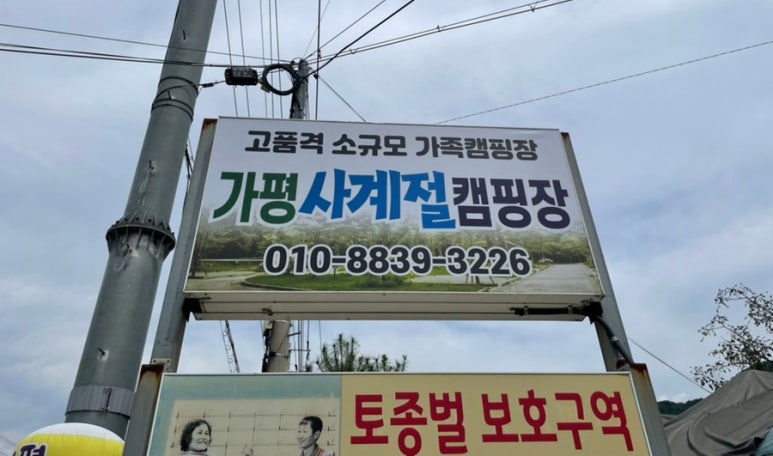 고품격 소규모 가족캠핑장
가평사계절캠핑장
010-8839-3226
토종벌 보호구역
평